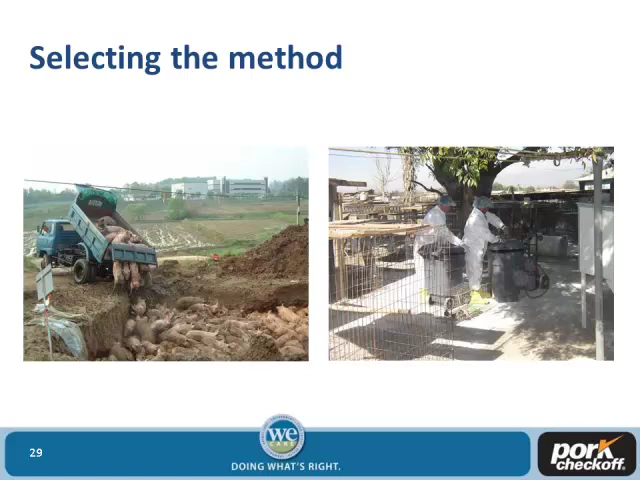 Selecting the method
29
we
CARE
DOING WHAT'S RIGHT.
pork
checkoff®